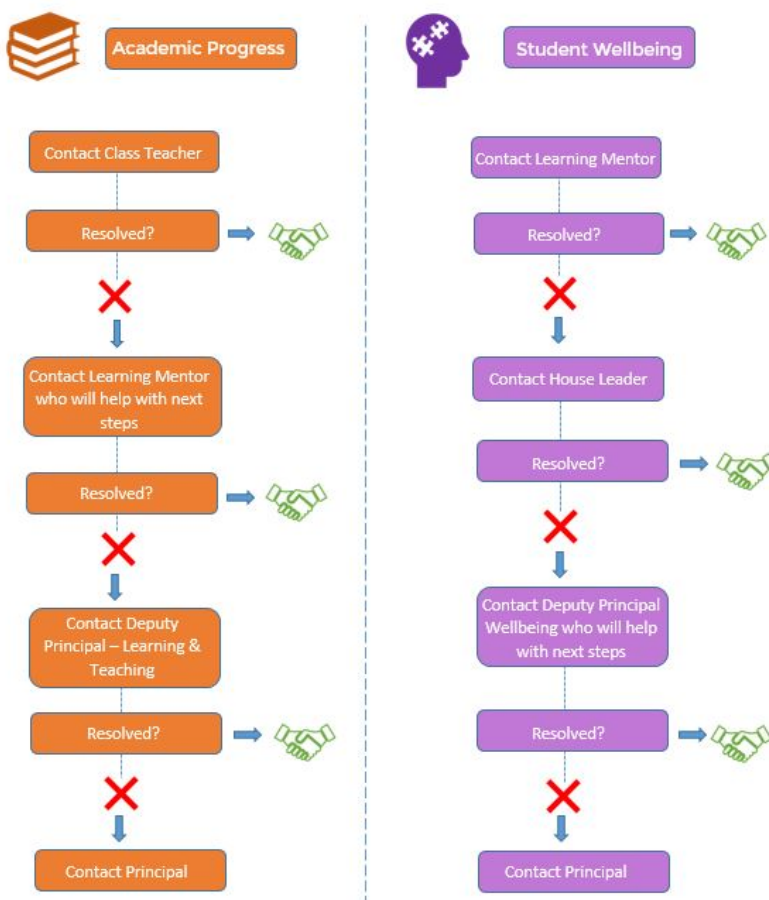 Academic Progress
Contact Class Teacher
Resolved?
Contact Learning Mentor
who will help with next
steps
Resolved?
Contact Deputy
Principal – Learning &
Teaching
Resolved?
Contact Principal
Student Wellbeing
Contact Learning Mentor
Resolved?
Contact House Leader
Resolved?
Contact Deputy Principal
Wellbeing who will help
with next steps
Resolved?
Contact Principal